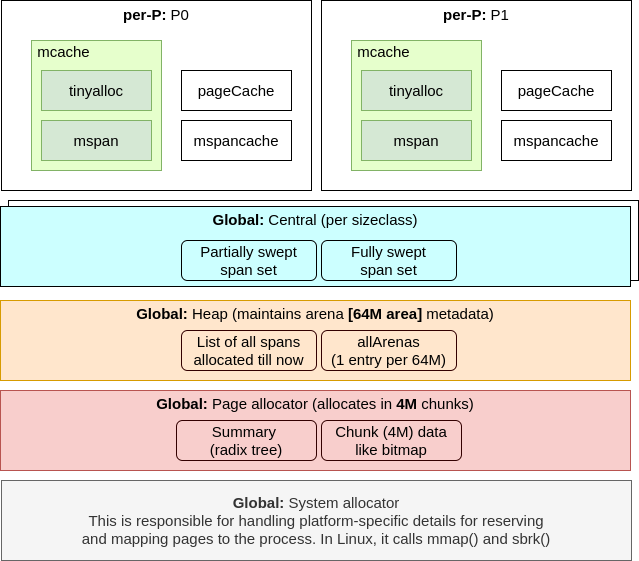 per-P: P0
mcache
tinyalloc
pageCache
mspan
mspancache
per-P: P1
mcache
tinyalloc
pageCache
mspan
mspancache
Global: Central (per sizeclass)
Partially swept
span set
Fully swept
span set
Global: Heap (maintains arena [64M area] metadata)
List of all spans
allocated till now
allArenas
(1 entry per 64M)
Global: Page allocator (allocates in 4M chunks)
Summary
(radix tree)
Chunk (4M) data
like bitmap
Global: System allocator
This is responsible for handling platform-specific details for reserving
and mapping pages to the process. In Linux, it calls mmap() and sbrk()